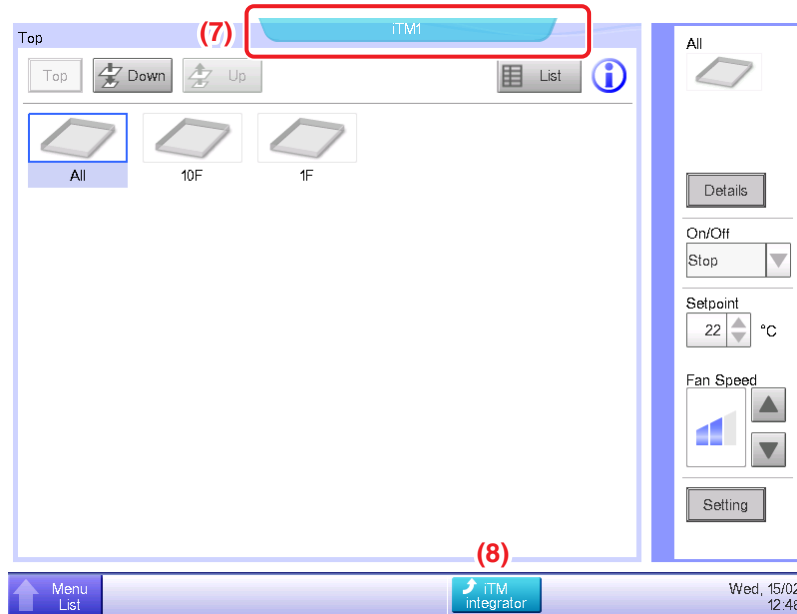 (7)
iTM1
Top
Top
Down
Up
List
All
10F
1F
All
Details
On/Off
Stop
Setpoint
22
°C
Fan Speed
Setting
(8)
Menu
List
iTM
integrator
Wed, 15/02
12:48